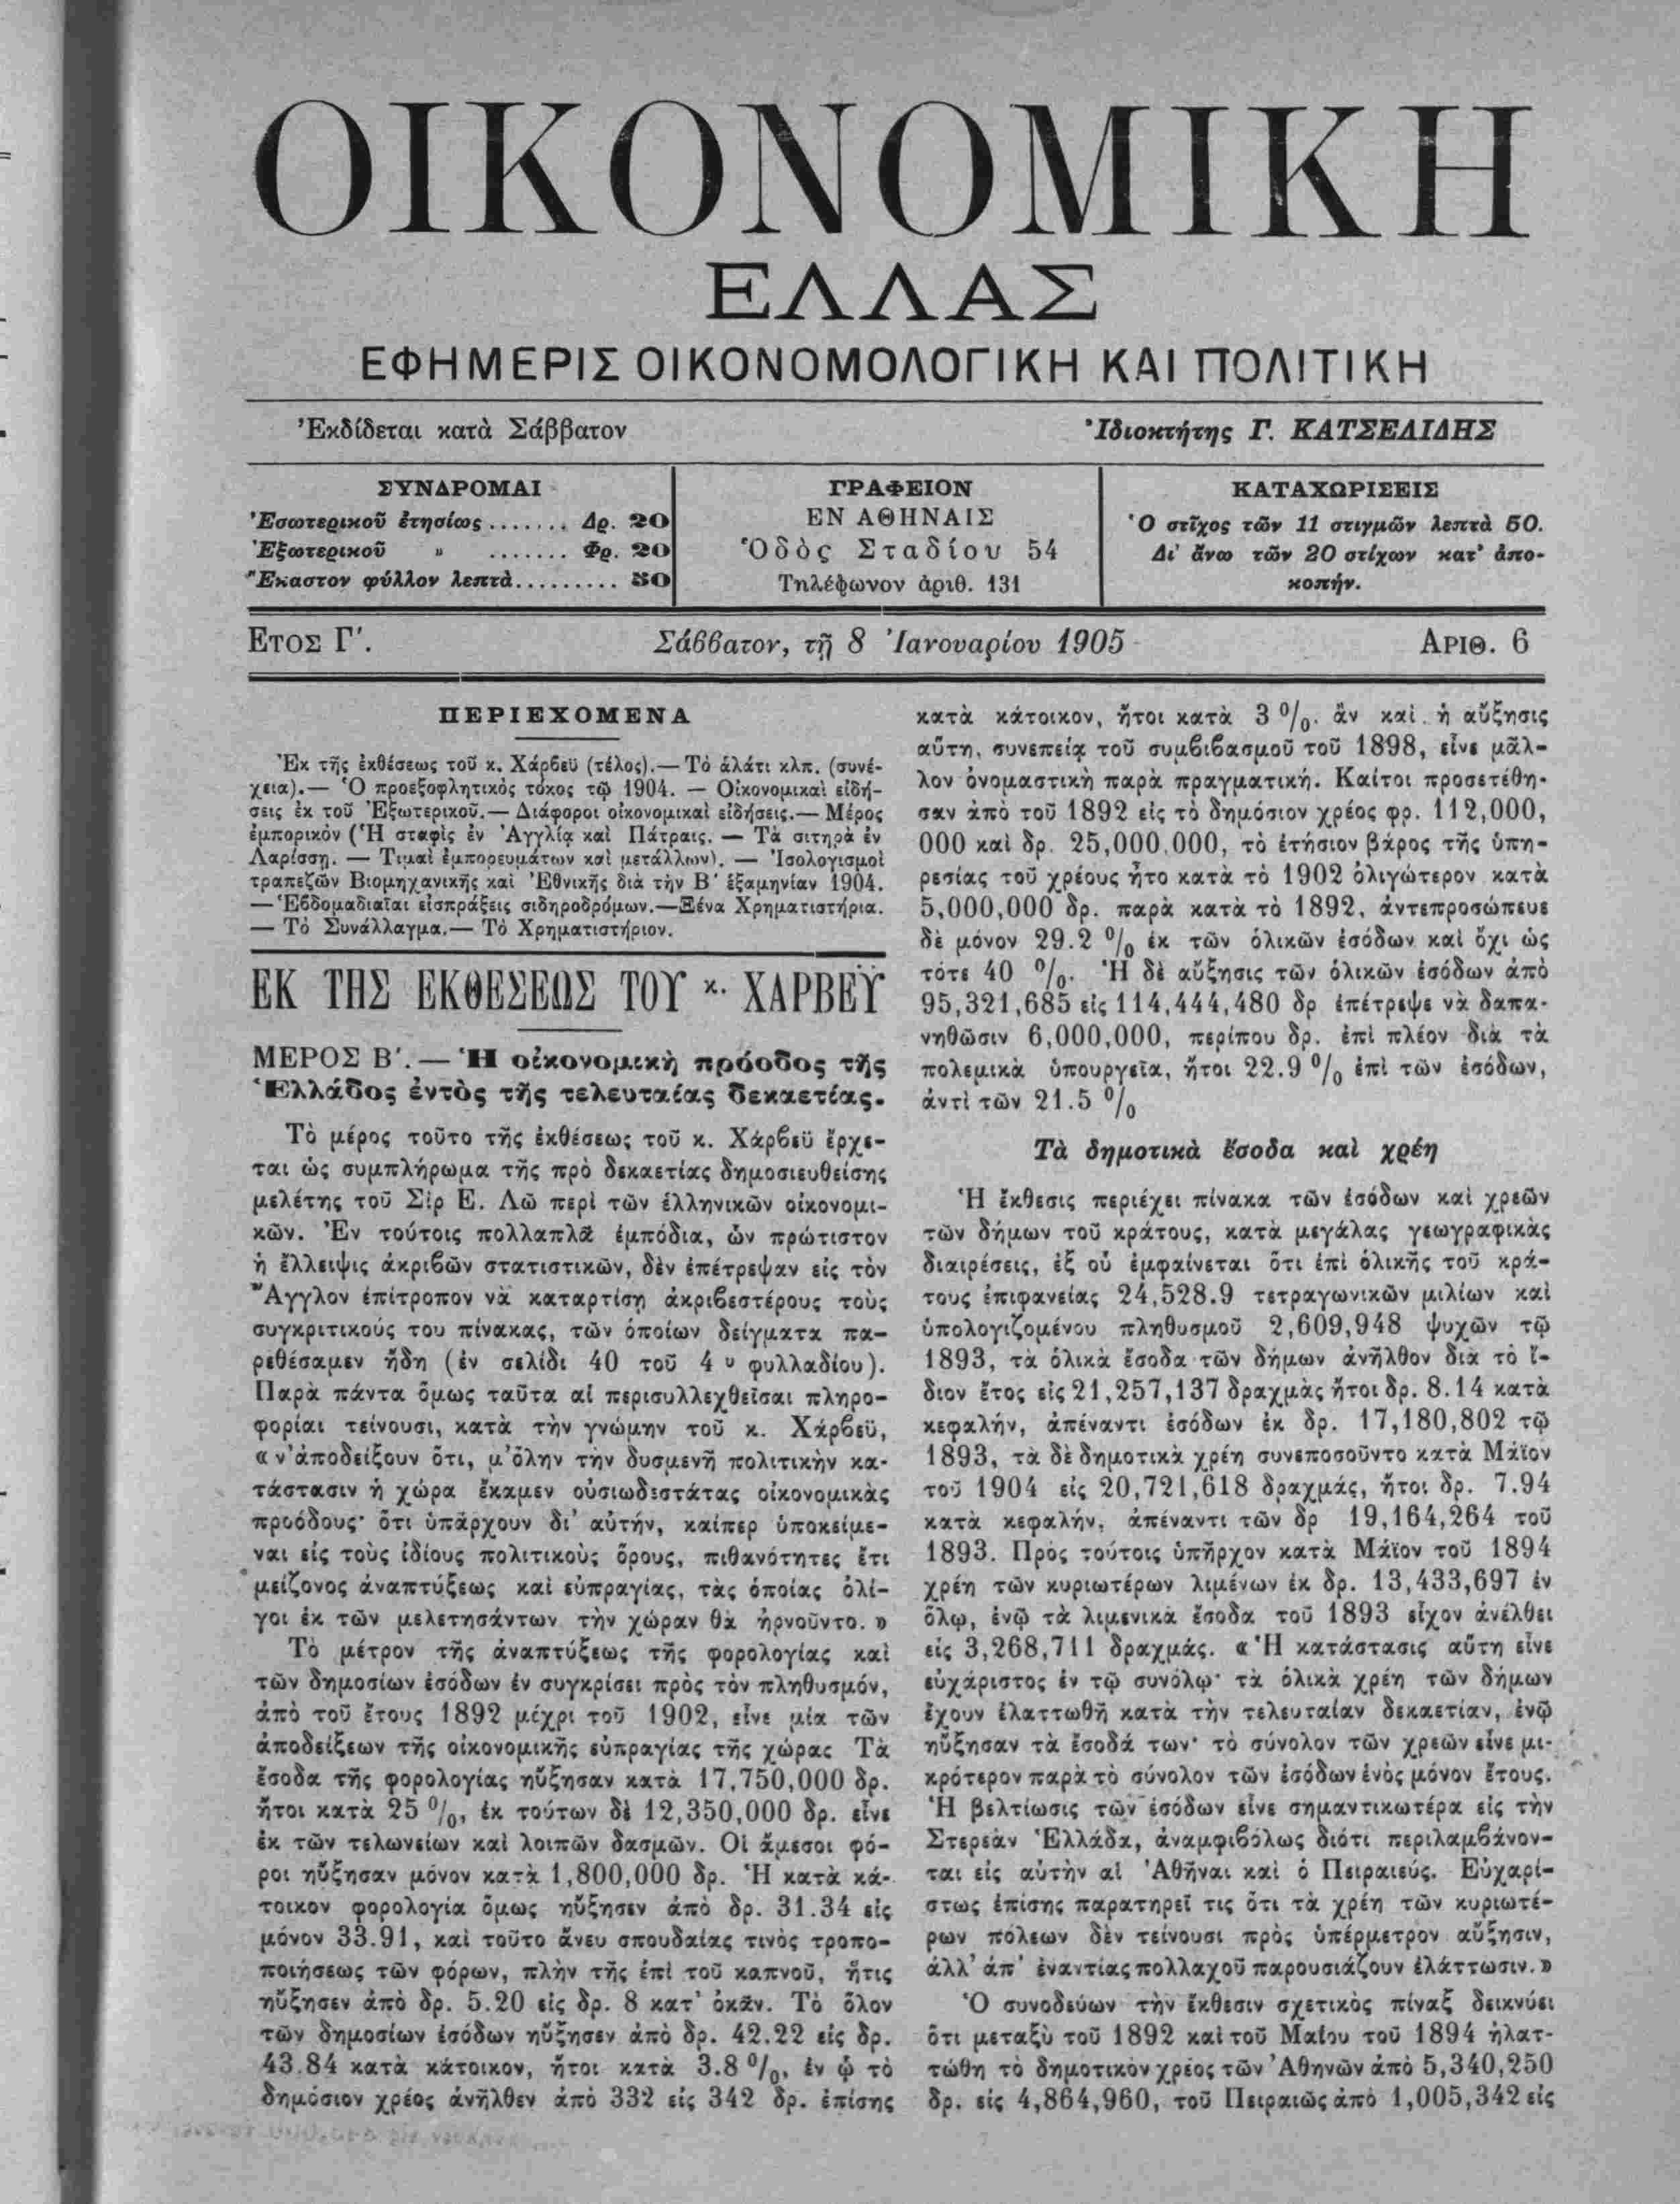 ΟΙΚΟΝΟΜΙΚΗ
ΕΛΛΑΣ
ΕΦΗΜΕΡΙΣ ΟΙΚΟΝΟΜΟΛΟΓΙΚΗ ΚΑΙ ΠΟΛΙΤΙΚΗ
Ἐκδίδεται κατὰ Σάββατον
Ἰδιοκτήτης Γ. ΚΑΤΣΕΛΙΔΗΣ
ΣΥΝΔΡΟΜΑΙ
Ἐσωτερικοῦ ἐτησίως ....... Δρ. 20
Ἐξωτερικοῦ » ....... Φρ. 20
Ἕκαστον φύλλον λεπτὰ......... 50
ΓΡΑΦΕΙΟΝ
ΕΝ ΑΘΗΝΑΙΣ
Ὁδὸς Σταδίου 54
Τηλέφωνον ἀριθ. 131
ΚΑΤΑΧΩΡΙΣΕΙΣ
Ὁ στῖχος τῶν 11 στιγμῶν λεπτὰ 50.
Δι' ἄνω τῶν 20 στίχων κατ' ἀπο-
κοπήν.
ΕΤΟΣ Γ'.
Σάββατον, τῇ 8 Ἰανουαρίου 1905
ΑΡΙΘ. 6
ΠΕΡΙΕΧΟΜΕΝΑ
Ἐκ τῆς ἐκθέσεως τοῦ κ. Χάρβεϋ (τέλος).— Τὸ ἁλάτι κλπ. (συνέ-
χεια).— Ὁ προεξοφλητικὸς τόκος τῷ 1904. — Οἰκονομικαὶ εἰδή-
σεις ἐκ τοῦ Ἐξωτερικοῦ.— Διάφοροι οἰκονομικαὶ εἰδήσεις.— Μέρος
ἐμπορικὸν (Ἡ σταφὶς ἐν Ἀγγλίᾳ καὶ Πάτραις. — Τὰ σιτηρὰ ἐν
Λαρίσσῃ. — Τιμαὶ ἐμπορευμάτων καὶ μετάλλων). — Ἰσολογισμοὶ
τραπεζῶν Βιομηχανικῆς καὶ Ἐθνικῆς διὰ τὴν Β' ἑξαμηνίαν 1904.
— Ἑβδομαδιαῖαι εἰσπράξεις σιδηροδρόμων.—Ξένα Χρηματιστήρια.
— Τὸ Συνάλλαγμα.— Τὸ Χρηματιστήριον.
ΕΚ ΤΗΣ ΕΚΘΕΣΕΩΣ ΤΟΥ κ. ΧΑΡΒΕΫ
ΜΕΡΟΣ Β'. — Ἡ οἰκονομικὴ πρόοδος τῆς
Ἑλλάδος ἐντὸς τῆς τελευταίας δεκαετίας.
Τὸ μέρος τοῦτο τῆς ἐκθέσεως τοῦ κ. Χάρβεϋ ἔρχε-
ται ὡς συμπλήρωμα τῆς πρὸ δεκαετίας δημοσιευθείσης
μελέτης τοῦ Σὶρ Ε. Λῶ περὶ τῶν ἑλληνικῶν οἰκονομι-
κῶν. Ἐν τούτοις πολλαπλᾶ ἐμπόδια, ὧν πρώτιστον
ἡ ἔλλειψις ἀκριβῶν στατιστικῶν, δὲν ἐπέτρεψαν εἰς τὸν
Ἄγγλον ἐπίτροπον νὰ καταρτίσῃ ἀκριβεστέρους τοὺς
συγκριτικούς του πίνακας, τῶν ὁποίων δείγματα πα-
ρεθέσαμεν ἤδη (ἐν σελίδι 40 τοῦ 4 υ φυλλαδίου).
Παρὰ πάντα ὅμως ταῦτα αἱ περισυλλεχθεῖσαι πληρο-
φορίαι τείνουσι, κατὰ τὴν γνώμην τοῦ κ. Χάρβεϋ,
«ν' ἀποδείξουν ὅτι, μ' ὅλην τὴν δυσμενῆ πολιτικὴν κα-
τάστασιν ἡ χώρα ἔκαμεν οὐσιωδεστάτας οἰκονομικὰς
προόδους· ὅτι ὑπάρχουν δι' αὐτήν, καίπερ ὑποκείμε-
ναι εἰς τοὺς ἰδίους πολιτικοὺς ὅρους, πιθανότητες ἔτι
μείζονος ἀναπτύξεως καὶ εὐπραγίας, τὰς ὁποίας ὀλί-
γοι ἐκ τῶν μελετησάντων τὴν χώραν θὰ ἠρνοῦντο. »
Τὸ μέτρον τῆς ἀναπτύξεως τῆς φορολογίας καὶ
τῶν δημοσίων ἐσόδων ἐν συγκρίσει πρὸς τὸν πληθυσμόν,
ἀπὸ τοῦ ἔτους 1892 μέχρι τοῦ 1902, εἶνε μία τῶν
ἀποδείξεων τῆς οἰκονομικῆς εὐπραγίας τῆς χώρας Τὰ
ἔσοδα τῆς φορολογίας ηὔξησαν κατὰ 17,750,000 δρ.
ἤτοι κατὰ 25 %, ἐκ τούτων δὲ 12,350,000 δρ. εἶνε
ἐκ τῶν τελωνείων καὶ λοιπῶν δασμῶν. Οἱ ἄμεσοι φό-
ροι ηὔξησαν μόνον κατὰ 1,800,000 δρ. Ἡ κατὰ κά-
τοικον φορολογία ὅμως ηὔξησεν ἀπὸ δρ. 31.34 εἰς
μόνον 33.91, καὶ τοῦτο ἄνευ σπουδαίας τινὸς τροπο-
ποιήσεως τῶν φόρων, πλὴν τῆς ἐπὶ τοῦ καπνοῦ, ἥτις
ηὔξησεν ἀπὸ δρ. 5.20 εἰς δρ. 8 κατ' ὀκᾶν. Τὸ ὅλον
τῶν δημοσίων ἐσόδων ηὔξησεν ἀπὸ δρ. 42.22 εἰς δρ.
43.84 κατὰ κάτοικον, ἤτοι κατὰ 3.8 %, ἐν ᾧ τὸ
δημόσιον χρέος ἀνῆλθεν ἀπὸ 332 εἰς 342 δρ. ἐπίσης
κατὰ κάτοικον, ἤτοι κατὰ 3 %. ἂν καὶ ἡ αὔξησις
αὕτη, συνεπείᾳ τοῦ συμβιβασμοῦ τοῦ 1898, εἶνε μᾶλ-
λον ὀνομαστικὴ παρὰ πραγματική. Καίτοι προσετέθη-
σαν ἀπὸ τοῦ 1892 εἰς τὸ δημόσιον χρέος φρ. 112,000,
000 καὶ δρ. 25,000,000, τὸ ἐτήσιον βάρος τῆς ὑπη-
ρεσίας τοῦ χρέους ἦτο κατὰ τὸ 1902 ὀλιγώτερον κατὰ
5,000,000 δρ. παρὰ κατὰ τὸ 1892, ἀντεπροσώπευε
δὲ μόνον 29.2 % ἐκ τῶν ὁλικῶν ἐσόδων καὶ ὄχι ὡς
τότε 40 %. Ἡ δὲ αὔξησις τῶν ὁλικῶν ἐσόδων ἀπὸ
95,321,685 εἰς 114,444,480 δρ ἐπέτρεψε νὰ δαπα-
νηθῶσιν 6,000,000, περίπου δρ. ἐπὶ πλέον διὰ τὰ
πολεμικὰ ὑπουργεῖα, ἤτοι 22.9 % ἐπὶ τῶν ἐσόδων,
ἀντὶ τῶν 21.5 %
Τὰ δημοτικὰ ἔσοδα καὶ χρέη
Ἡ ἔκθεσις περιέχει πίνακα τῶν ἐσόδων καὶ χρεῶν
τῶν δήμων τοῦ κράτους, κατὰ μεγάλας γεωγραφικὰς
διαιρέσεις, ἐξ οὗ ἐμφαίνεται ὅτι ἐπὶ ὁλικῆς τοῦ κρά-
τους ἐπιφανείας 24,528.9 τετραγωνικῶν μιλίων καὶ
ὑπολογιζομένου πληθυσμοῦ 2,609,948 ψυχῶν τῷ
1893, τὰ ὁλικὰ ἔσοδα τῶν δήμων ἀνῆλθον διὰ τὸ ἴ-
διον ἔτος εἰς 21,257,137 δραχμὰς ἤτοι δρ. 8.14 κατὰ
κεφαλήν, ἀπέναντι ἐσόδων ἐκ δρ. 17,180,802 τῷ
1893, τὰ δὲ δημοτικὰ χρέη συνεποσοῦντο κατὰ Μάϊον
τοῦ 1904 εἰς 20,721,618 δραχμάς, ἤτοι δρ. 7.94
κατὰ κεφαλήν, ἀπέναντι τῶν δρ 19,164,264 τοῦ
1893. Πρὸς τούτοις ὑπῆρχον κατὰ Μάϊον τοῦ 1894
χρέη τῶν κυριωτέρων λιμένων ἐκ δρ. 13,433,697 ἐν
ὅλῳ, ἐνῷ τὰ λιμενικὰ ἔσοδα τοῦ 1893 εἶχον ἀνέλθει
εἰς 3,268,711 δραχμάς. «Ἡ κατάστασις αὕτη εἶνε
εὐχάριστος ἐν τῷ συνόλῳ· τὰ ὁλικὰ χρέη τῶν δήμων
ἔχουν ἐλαττωθῆ κατὰ τὴν τελευταίαν δεκαετίαν, ἐνῷ
ηὔξησαν τὰ ἔσοδά των· τὸ σύνολον τῶν χρεῶν εἶνε μι-
κρότερον παρὰ τὸ σύνολον τῶν ἐσόδων ἑνὸς μόνον ἔτους.
Ἡ βελτίωσις τῶν ἐσόδων εἶνε σημαντικωτέρα εἰς τὴν
Στερεὰν Ἑλλάδα, ἀναμφιβόλως διότι περιλαμβάνον-
ται εἰς αὐτὴν αἱ Ἀθῆναι καὶ ὁ Πειραιεύς. Εὐχαρί-
στως ἐπίσης παρατηρεῖ τις ὅτι τὰ χρέη τῶν κυριωτέ-
ρων πόλεων δὲν τείνουσι πρὸς ὑπέρμετρον αὔξησιν,
ἀλλ' ἀπ' ἐναντίας πολλαχοῦ παρουσιάζουν ἐλάττωσιν.»
Ὁ συνοδεύων τὴν ἔκθεσιν σχετικὸς πίναξ δεικνύει
ὅτι μεταξὺ τοῦ 1892 καὶ τοῦ Μαΐου τοῦ 1894 ἠλατ-
τώθη τὸ δημοτικὸν χρέος τῶν Ἀθηνῶν ἀπὸ 5,340,250
δρ. εἰς 4,864,960, τοῦ Πειραιῶς ἀπὸ 1,005,342 εἰς